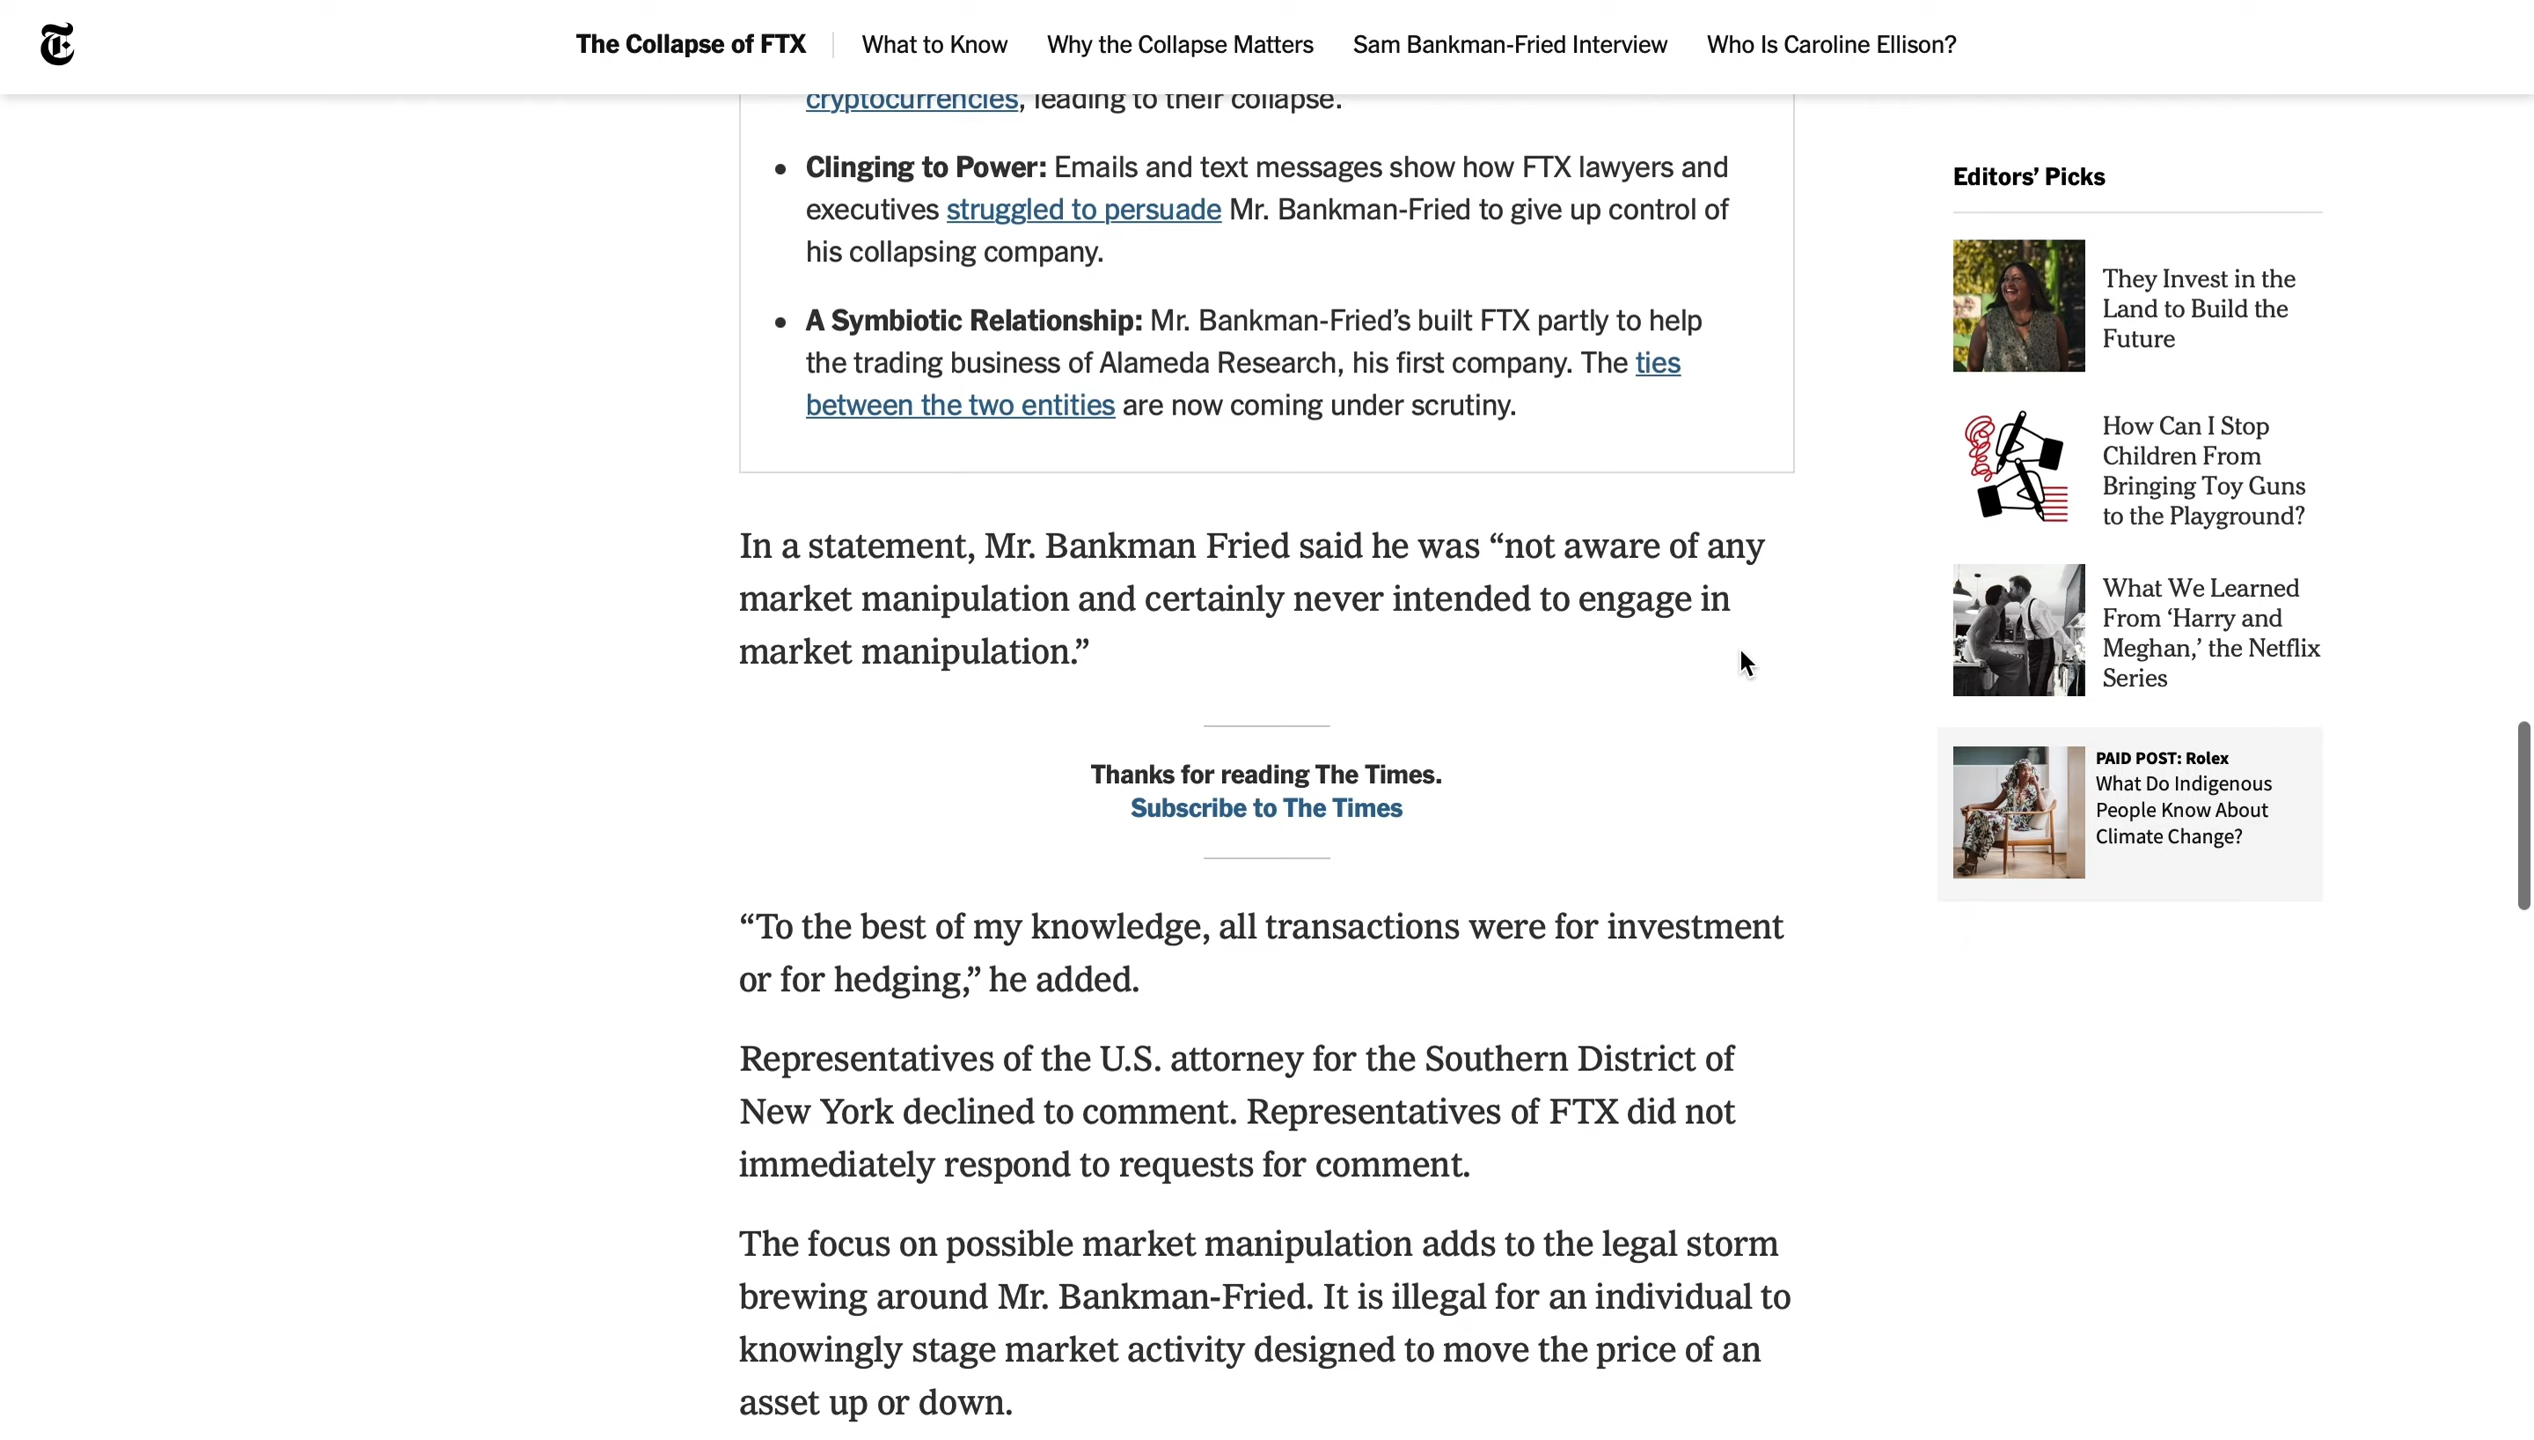 The Collapse of FTX
What to Know
Why the Collapse Matters
Sam Bankman-Fried Interview
Who Is Caroline Ellison?
cryptocurrencies, leading to their collapse.
• Clinging to Power: Emails and text messages show how FTX lawyers and
executives struggled to persuade Mr. Bankman-Fried to give up control of
his collapsing company.
• A Symbiotic Relationship: Mr. Bankman-Fried’s built FTX partly to help
the trading business of Alameda Research, his first company. The ties
between the two entities are now coming under scrutiny.
In a statement, Mr. Bankman Fried said he was “not aware of any
market manipulation and certainly never intended to engage in
market manipulation.”
Thanks for reading The Times.
Subscribe to The Times
“To the best of my knowledge, all transactions were for investment
or for hedging,” he added.
Representatives of the U.S. attorney for the Southern District of
New York declined to comment. Representatives of FTX did not
immediately respond to requests for comment.
The focus on possible market manipulation adds to the legal storm
brewing around Mr. Bankman-Fried. It is illegal for an individual to
knowingly stage market activity designed to move the price of an
asset up or down.
Editors’ Picks
They Invest in the
Land to Build the
Future
How Can I Stop
Children From
Bringing Toy Guns
to the Playground?
What We Learned
From ‘Harry and
Meghan,’ the Netflix
Series
PAID POST: Rolex
What Do Indigenous
People Know About
Climate Change?